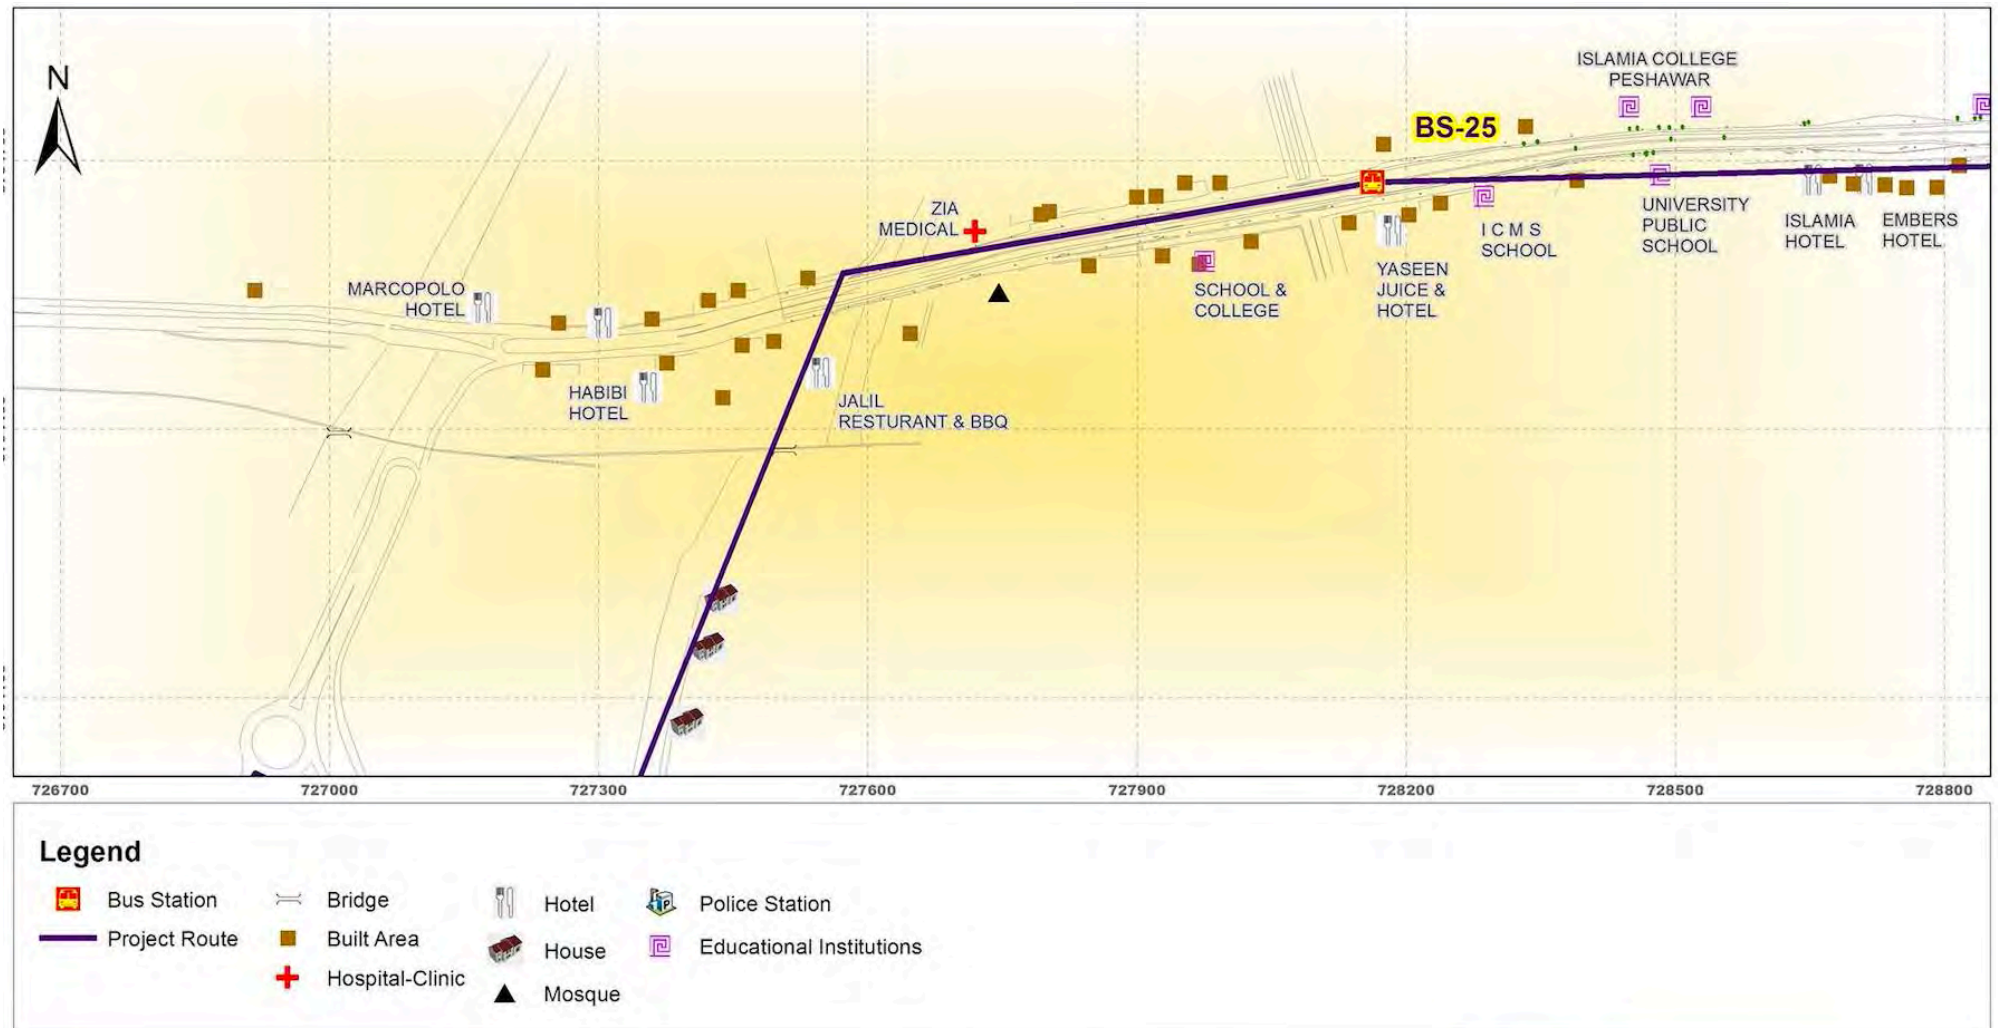 N
ISLAMIA COLLEGE
PESHAWAR
BS-25
ZIA
MEDICAL
MARCOPOLO
HOTEL
HABIBI
HOTEL
JALIL
RESTURANT & BBQ
SCHOOL &
COLLEGE
YASEEN
JUICE &
HOTEL
I C M S
SCHOOL
UNIVERSITY
PUBLIC
SCHOOL
ISLAMIA
HOTEL
EMBERS
HOTEL
726700 727000 727300 727600 727900 728200 728500 728800
Legend
Bus Station
Project Route
Bridge
Built Area
Hospital-Clinic
Hotel
House
Mosque
Police Station
Educational Institutions